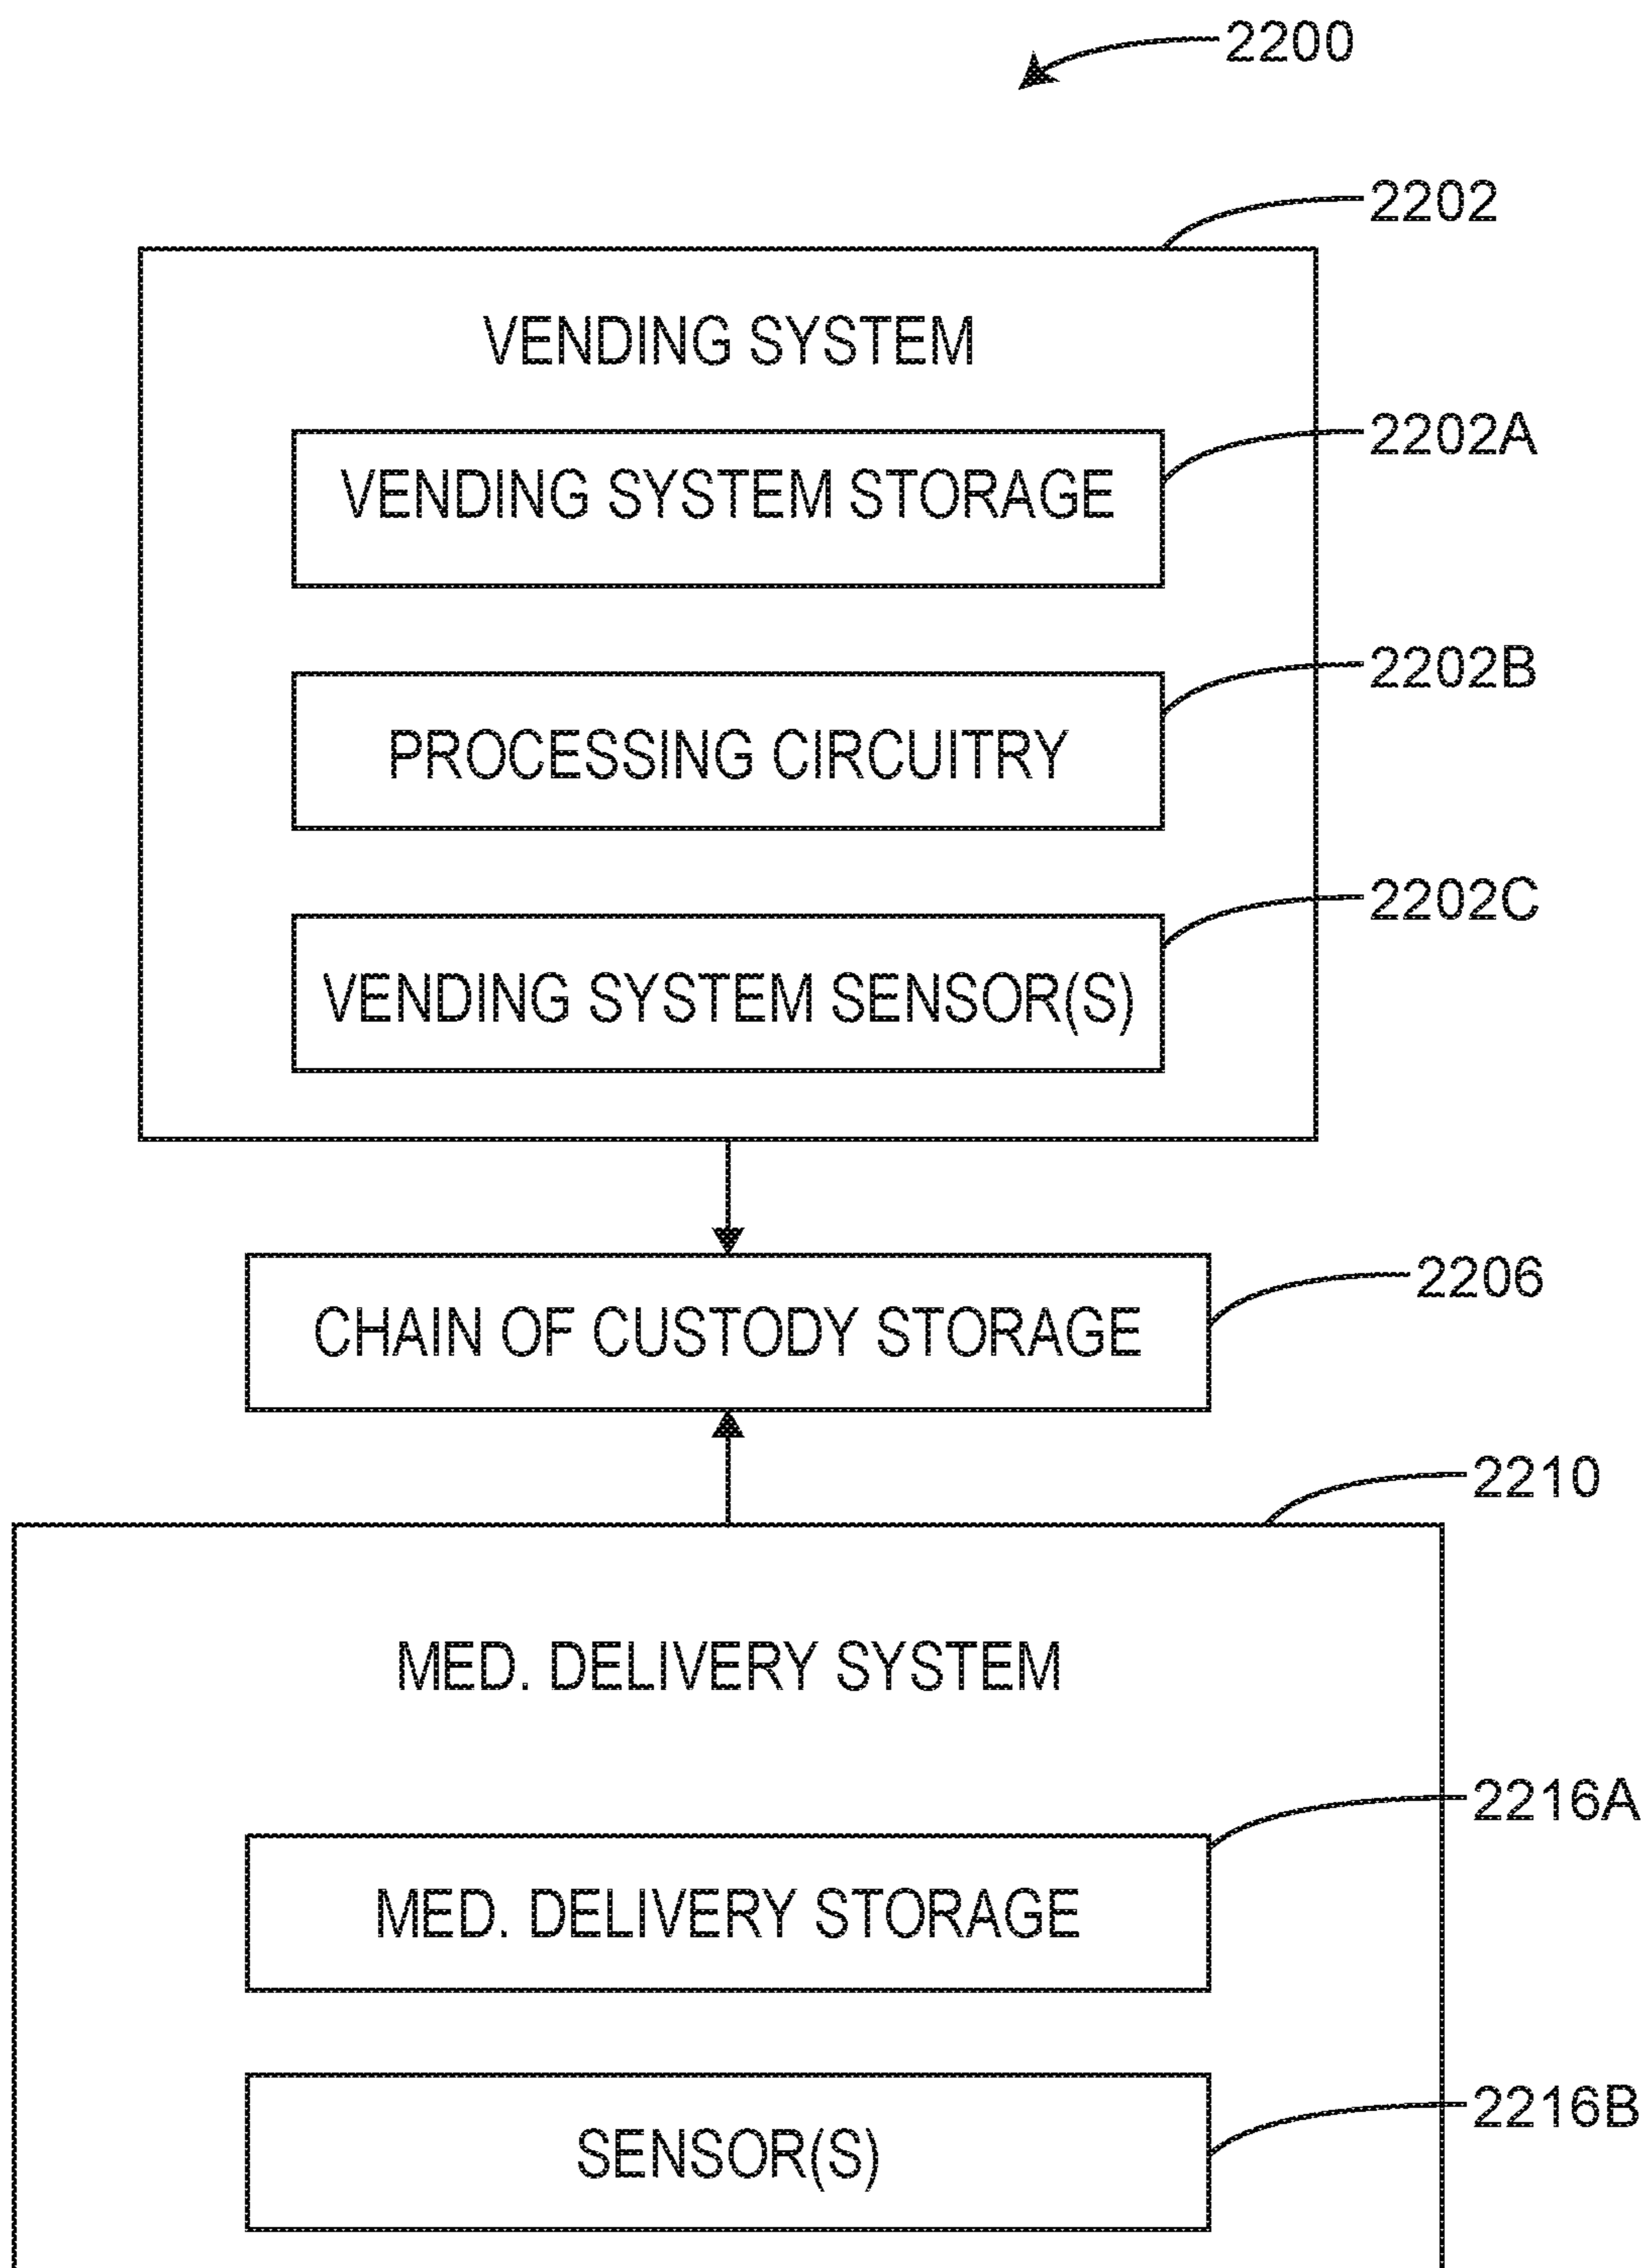 2200
2202
VENDING SYSTEM
2202A
VENDING SYSTEM STORAGE
2202B
PROCESSING CIRCUITRY
2202C
VENDING SYSTEM SENSOR(S)
2206
CHAIN OF CUSTODY STORAGE
2210
MED. DELIVERY SYSTEM
2216A
MED. DELIVERY STORAGE
2216B
SENSOR(S)